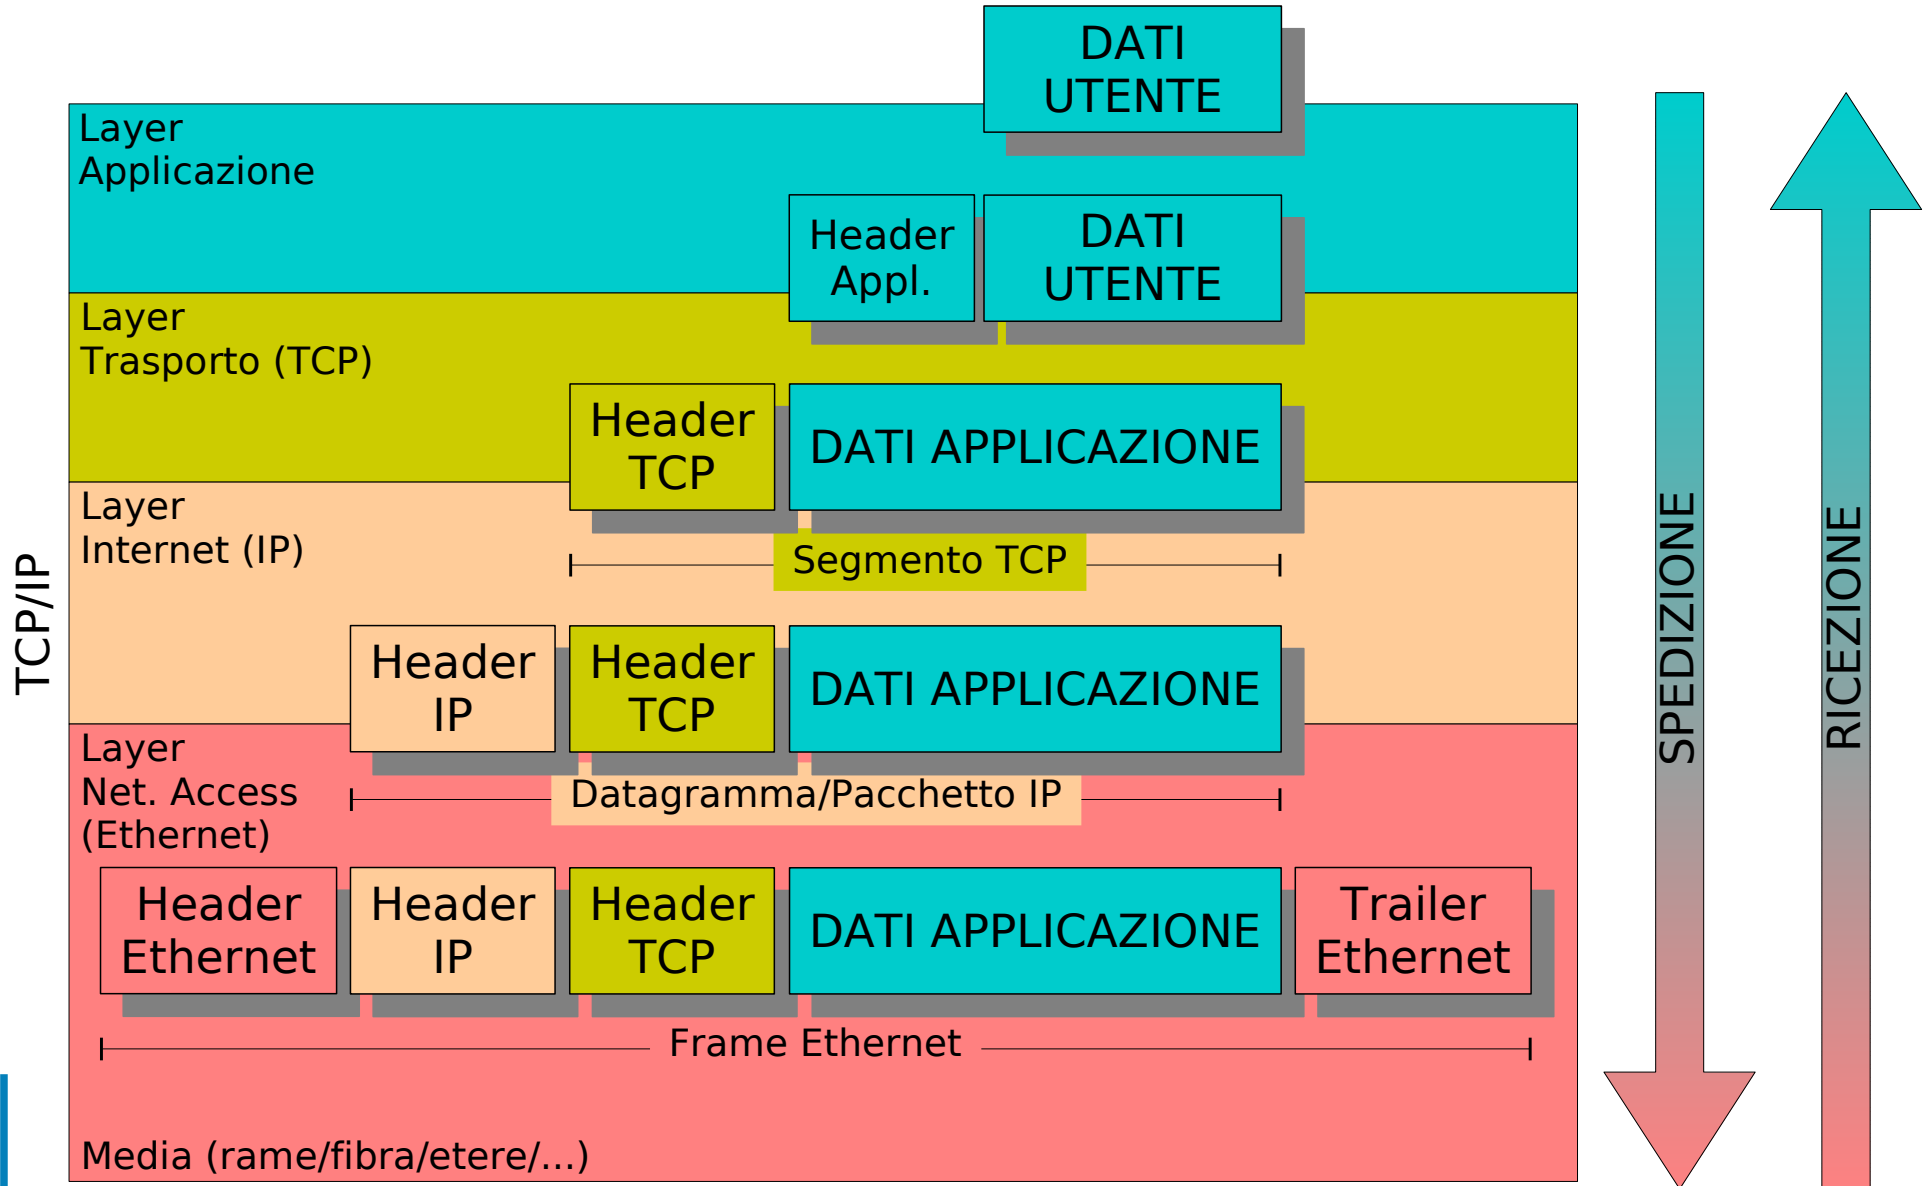 DATI
UTENTE
Layer
Applicazione
Header
Appl.
DATI
UTENTE
Layer
Trasporto (TCP)
Header
TCP
DATI APPLICAZIONE
Layer
Internet (IP)
Segmento TCP
TCP/IP
Header
IP
Header
TCP
DATI APPLICAZIONE
Layer
Net. Access
(Ethernet)
Datagramma/Pacchetto IP
Header
Ethernet
Header
IP
Header
TCP
DATI APPLICAZIONE
Trailer
Ethernet
Frame Ethernet
Media (rame/fibra/etere/...)
SPEDIZIONE
RICEZIONE